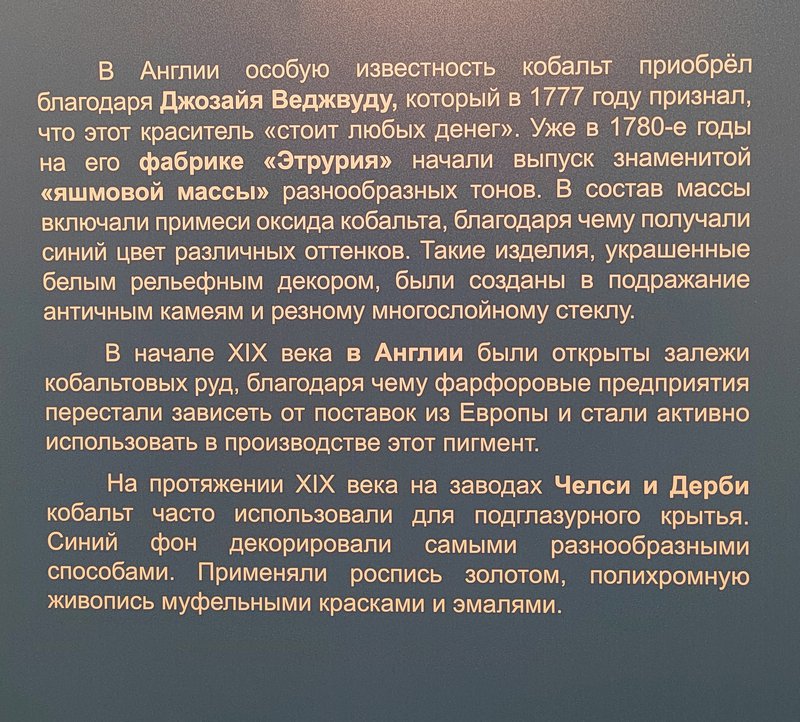 В Англии особую известность кобальт приобрёл
благодаря Джозайя Веджвуду, который в 1777 году признал,
что этот краситель «стоит любых денег». Уже в 1780-е годы
на его фабрике «Этрурия» начали выпуск знаменитой
«яшмовой массы» разнообразных тонов. В состав массы
включали примеси оксида кобальта, благодаря чему получали
синий цвет различных оттенков. Такие изделия, украшенные
белым рельефным декором, были созданы в подражание
античным камеям и резному многослойному стеклу.
В начале XIX века в Англии были открыты залежи
кобальтовых руд, благодаря чему фарфоровые предприятия
перестали зависеть от поставок из Европы и стали активно
использовать в производстве этот пигмент.
На протяжении XIX века на заводах Челси и Дерби
кобальт часто использовали для подглазурного крытья.
Синий фон декорировали самыми разнообразными
способами. Применяли роспись золотом, полихромную
живопись муфельными красками и эмалями.